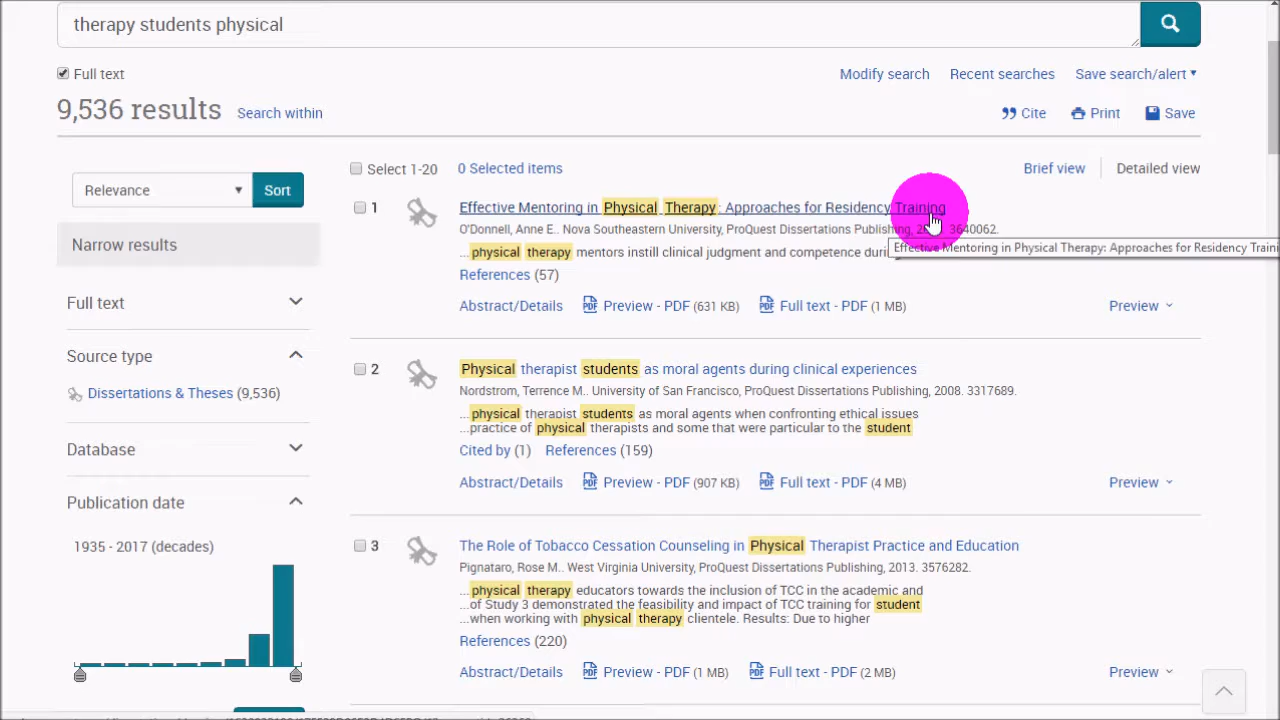 therapy students physical
Full text
Modify search Recent searches Save search/alert
9,536 results Search within
Cite Print Save
Select 1-20 0 Selected items Brief view Detailed view
Relevance Sort
Narrow results
Full text
Source type
Dissertations & Theses (9,536)
Database
Publication date
1935 - 2017 (decades)
1 Effective Mentoring in Physical Therapy: Approaches for Residency Training
O'Donnell, Anne E.. Nova Southeastern University, ProQuest Dissertations Publishing, 3640062.
Effective Mentoring in Physical Therapy: Approaches for Residency Traini
...physical therapy mentors instill clinical judgment and competence
References (57)
Abstract/Details Preview - PDF (631 KB) Full text - PDF (1 MB) Preview
2 Physical therapist students as moral agents during clinical experiences
Nordstrom, Terrence M.. University of San Francisco, ProQuest Dissertations Publishing, 2008. 3317689.
...physical therapist students as moral agents when confronting ethical issues
...practice of physical therapists and some that were particular to the student
Cited by (1) References (159)
Abstract/Details Preview - PDF (907 KB) Full text - PDF (4 MB) Preview
3 The Role of Tobacco Cessation Counseling in Physical Therapist Practice and Education
Pignataro, Rose M.. West Virginia University, ProQuest Dissertations Publishing, 2013. 3576282.
...physical therapy educators towards the inclusion of TCC in the academic and
...of Study 3 demonstrated the feasibility and impact of TCC training for student
...when working with physical therapy clientele. Results: Due to higher
References (220)
Abstract/Details Preview - PDF (1 MB) Full text - PDF (2 MB) Preview